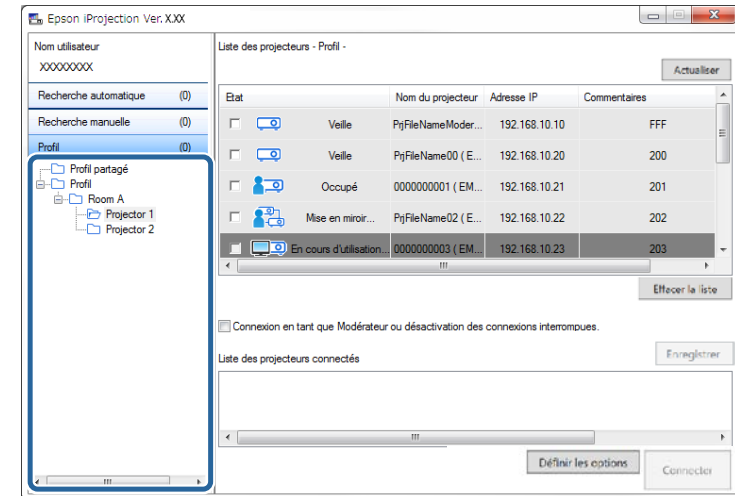 Epson iProjection Ver. X.XX
Nom utilisateur
XXXXXXXX
Recherche automatique (0)
Recherche manuelle (0)
Profil (0)
Profil partagé
Profil
Room A
Projector 1
Projector 2
Liste des projecteurs - Profil -
Actualiser
Etat Nom du projecteur Adresse IP Commentaires
Veille PrjFileNameModer... 192.168.10.10 FFF
Veille PrjFileName00 ( E... 192.168.10.20 200
Occupé 0000000001 ( EM... 192.168.10.21 201
Mise en miroir... PrjFileName02 ( E... 192.168.10.22 202
En cours d'utilisation... 0000000003 ( EM... 192.168.10.23 203
Effacer la liste
Connexion en tant que Modérateur ou désactivation des connexions interrompues.
Liste des projecteurs connectés
Enregistrer
Définir les options
Connecter